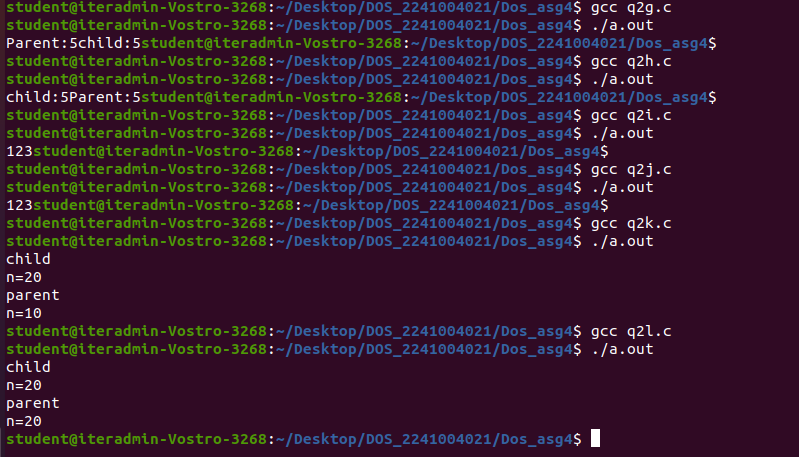 student@iteradmin-Vostro-3268:~/Desktop/DOS_2241004021/Dos_asg4$ gcc q2g.c
student@iteradmin-Vostro-3268:~/Desktop/DOS_2241004021/Dos_asg4$ ./a.out
Parent:5child:5student@iteradmin-Vostro-3268:~/Desktop/DOS_2241004021/Dos_asg4$
student@iteradmin-Vostro-3268:~/Desktop/DOS_2241004021/Dos_asg4$ gcc q2h.c
student@iteradmin-Vostro-3268:~/Desktop/DOS_2241004021/Dos_asg4$ ./a.out
child:5Parent:5student@iteradmin-Vostro-3268:~/Desktop/DOS_2241004021/Dos_asg4$
student@iteradmin-Vostro-3268:~/Desktop/DOS_2241004021/Dos_asg4$ gcc q2i.c
student@iteradmin-Vostro-3268:~/Desktop/DOS_2241004021/Dos_asg4$ ./a.out
123student@iteradmin-Vostro-3268:~/Desktop/DOS_2241004021/Dos_asg4$
student@iteradmin-Vostro-3268:~/Desktop/DOS_2241004021/Dos_asg4$ gcc q2j.c
student@iteradmin-Vostro-3268:~/Desktop/DOS_2241004021/Dos_asg4$ ./a.out
123student@iteradmin-Vostro-3268:~/Desktop/DOS_2241004021/Dos_asg4$
student@iteradmin-Vostro-3268:~/Desktop/DOS_2241004021/Dos_asg4$ gcc q2k.c
student@iteradmin-Vostro-3268:~/Desktop/DOS_2241004021/Dos_asg4$ ./a.out
child
n=20
parent
n=10
student@iteradmin-Vostro-3268:~/Desktop/DOS_2241004021/Dos_asg4$ gcc q2l.c
student@iteradmin-Vostro-3268:~/Desktop/DOS_2241004021/Dos_asg4$ ./a.out
child
n=20
parent
n=20
student@iteradmin-Vostro-3268:~/Desktop/DOS_2241004021/Dos_asg4$